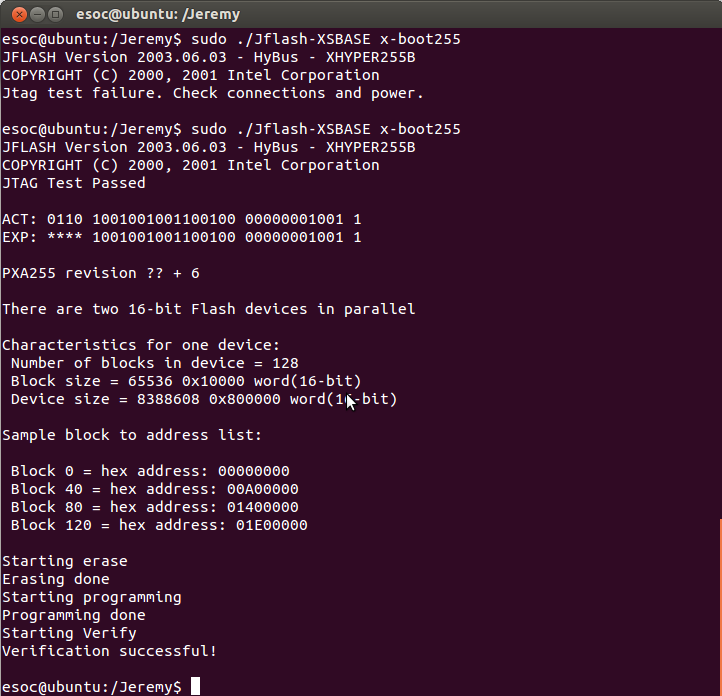 esoc@ubuntu: /Jeremy
esoc@ubuntu:/Jeremy$ sudo ./Jflash-XSBASE x-boot255
JFLASH Version 2003.06.03 - HyBus - XHYPER255B
COPYRIGHT (C) 2000, 2001 Intel Corporation
Jtag test failure. Check connections and power.
esoc@ubuntu:/Jeremy$ sudo ./Jflash-XSBASE x-boot255
JFLASH Version 2003.06.03 - HyBus - XHYPER255B
COPYRIGHT (C) 2000, 2001 Intel Corporation
JTAG Test Passed
ACT: 0110 1001001001100100 00000001001 1
EXP: **** 1001001001100100 00000001001 1
PXA255 revision ?? + 6
There are two 16-bit Flash devices in parallel
Characteristics for one device:
Number of blocks in device = 128
Block size = 65536 0x10000 word(16-bit)
Device size = 8388608 0x800000 word(16-bit)
Sample block to address list:
Block 0 = hex address: 00000000
Block 40 = hex address: 00A00000
Block 80 = hex address: 01400000
Block 120 = hex address: 01E00000
Starting erase
Erasing done
Starting programming
Programming done
Starting Verify
Verification successful!
esoc@ubuntu:/Jeremy$